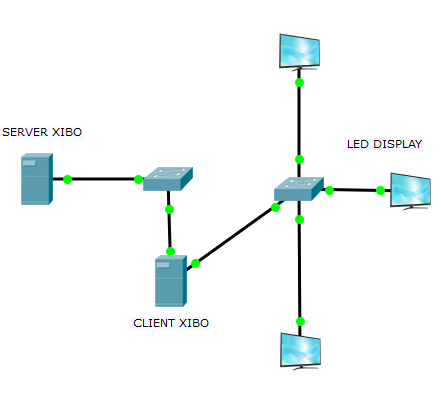 SERVER XIBO
LED DISPLAY
CLIENT XIBO